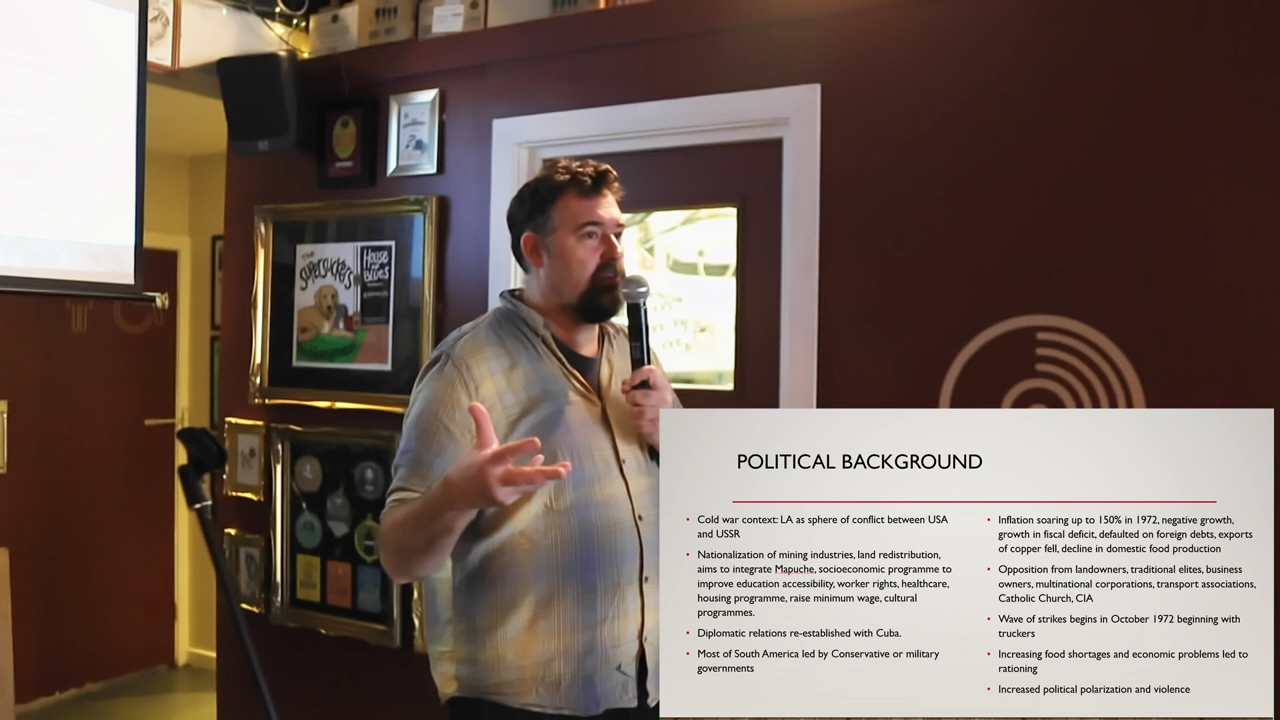 The
SUPERSUCKERS
HOUSE
OF
BLUES
POLITICAL BACKGROUND
• Cold war context: LA as sphere of conflict between USA
and USSR
• Nationalization of mining industries, land redistribution,
aims to integrate Mapuche, socioeconomic programme to
improve education accessibility, worker rights, healthcare,
housing programme, raise minimum wage, cultural
programmes.
• Diplomatic relations re-established with Cuba.
• Most of South America led by Conservative or military
governments
• Inflation soaring up to 150% in 1972, negative growth,
growth in fiscal deficit, defaulted on foreign debts, exports
of copper fell, decline in domestic food production
• Opposition from landowners, traditional elites, business
owners, multinational corporations, transport associations,
Catholic Church, CIA
• Wave of strikes begins in October 1972 beginning with
truckers
• Increasing food shortages and economic problems led to
rationing
• Increased political polarization and violence